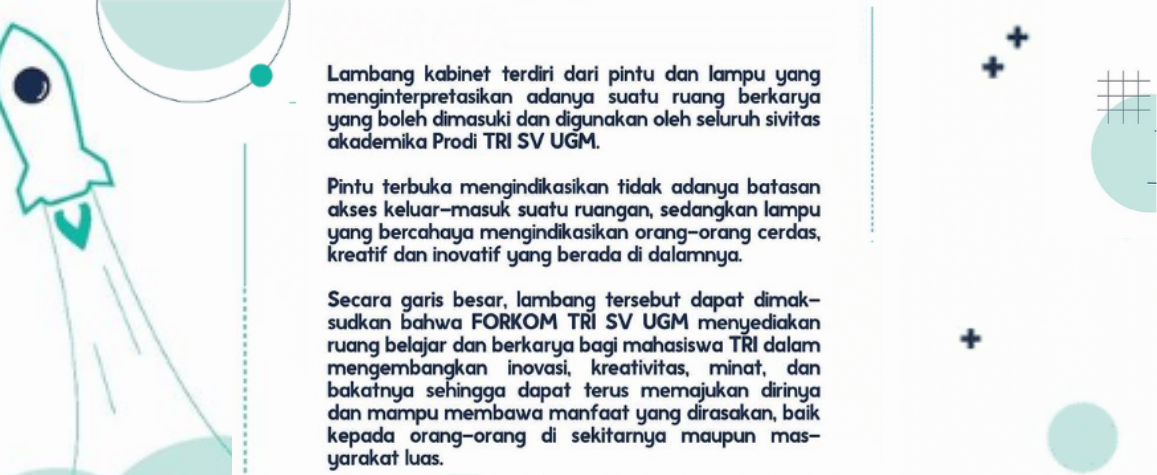 Lambang kabinet terdiri dari pintu dan lampu yang
menginterpretasikan adanya suatu ruang berkarya
yang boleh dimasuki dan digunakan oleh seluruh sivitas
akademika Prodi TRI SV UGM.
Pintu terbuka mengindikasikan tidak adanya batasan
akses keluar-masuk suatu ruangan, sedangkan lampu
yang bercahaya mengindikasikan orang-orang cerdas,
kreatif dan inovatif yang berada di dalamnya.
Secara garis besar, lambang tersebut dapat dimak-
sudkan bahwa FORKOM TRI SV UGM menyediakan
ruang belajar dan berkarya bagi mahasiswa TRI dalam
mengembangkan inovasi, kreativitas, minat, dan
bakatnya sehingga dapat terus memajukan dirinya
dan mampu membawa manfaat yang dirasakan, baik
kepada orang-orang di sekitarnya maupun mas-
yarakat luas.